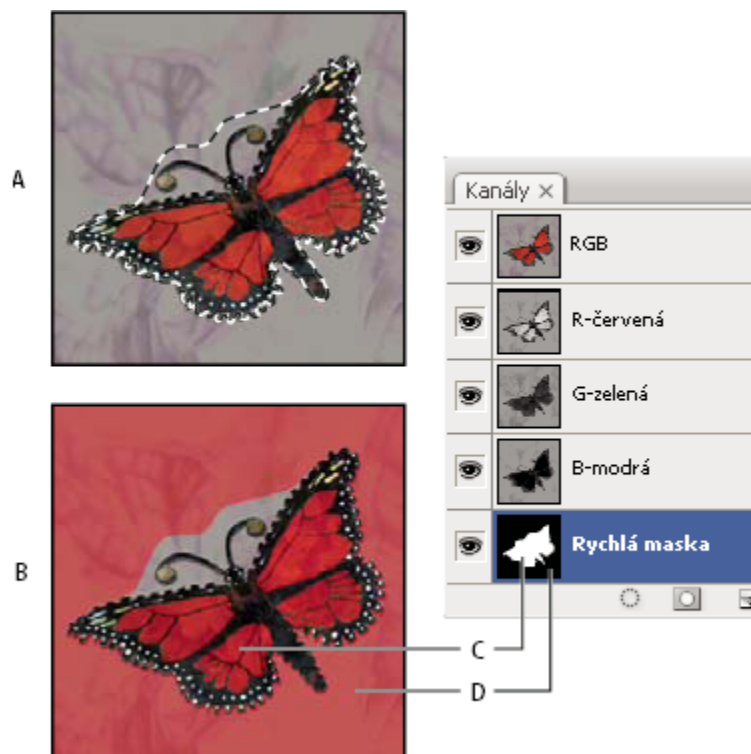 A
Kanály ×
RGB
R-červená
G-zelená
B-modrá
B
Rychlá maska
C
D